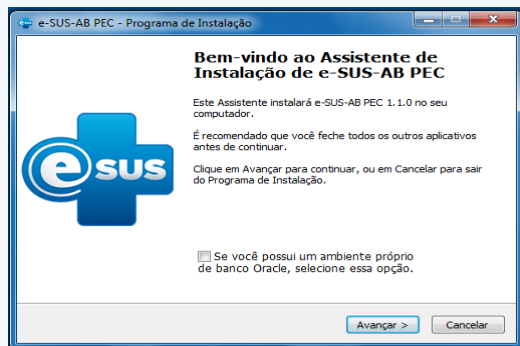 e-SUS-AB PEC - Programa de Instalação
Bem-vindo ao Assistente de
Instalação de e-SUS-AB PEC
Este Assistente instalará e-SUS-AB PEC 1.1.0 no seu
computador.
É recomendado que você feche todos os outros aplicativos
antes de continuar.
Clique em Avançar para continuar, ou em Cancelar para sair
do Programa de Instalação.
e sus
Se você possui um ambiente próprio
de banco Oracle, selecione essa opção.
Avançar >
Cancelar